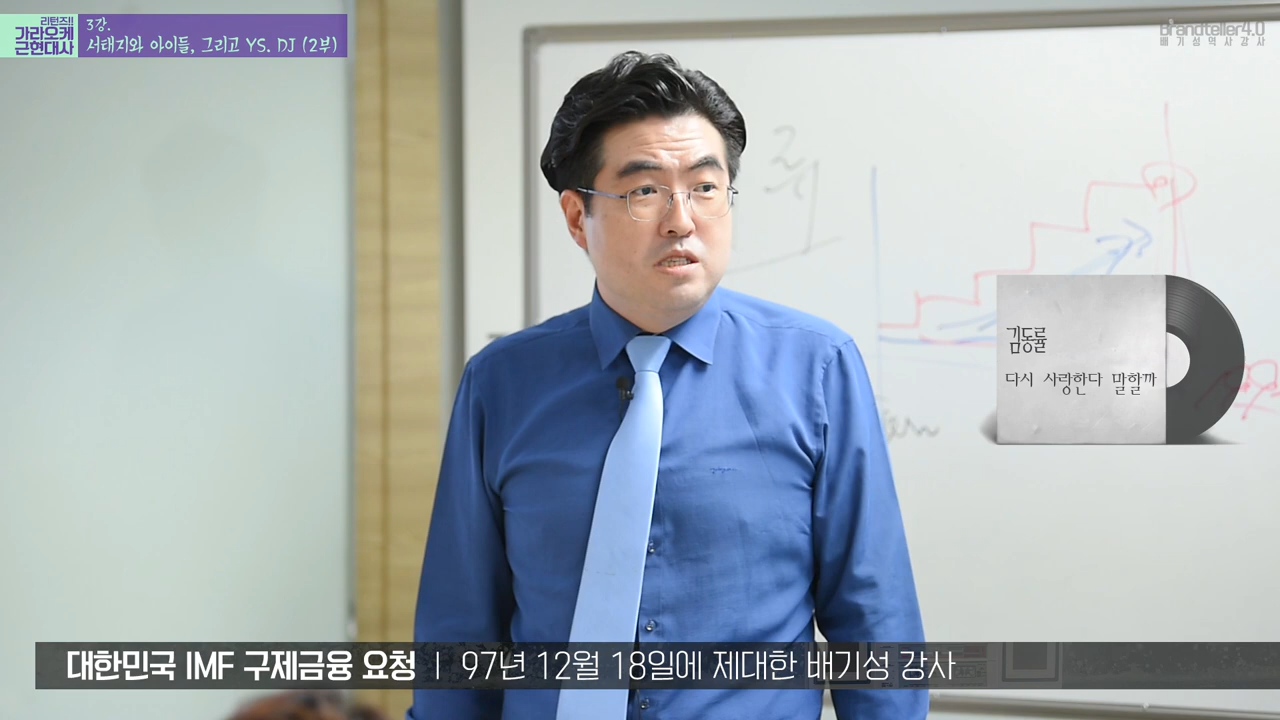 리턴즈!!
가라오케
근현대사
3강.
서태지와 아이들, 그리고 YS. DJ (2부)
brandteller4.0
배기성역사강사
김동률
다시 사랑한다 말할까
대한민국 IMF 구제금융 요청 | 97년 12월 18일에 제대한 배기성 강사